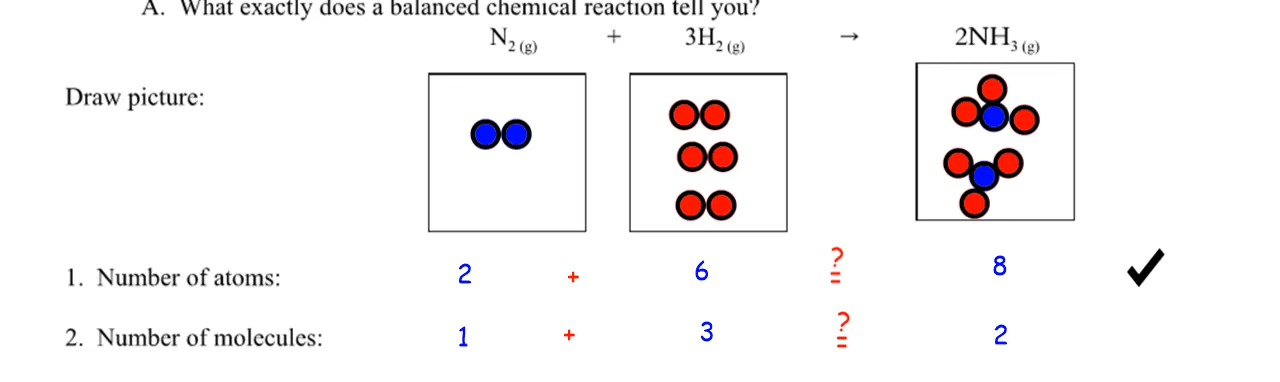 A. What exactly does a balanced chemical reaction tell you?
N2 (g) + 3H2 (g) → 2NH3 (g)
Draw picture:
1. Number of atoms: 2 + 6 ≟ 8 ✓
2. Number of molecules: 1 + 3 ≟ 2